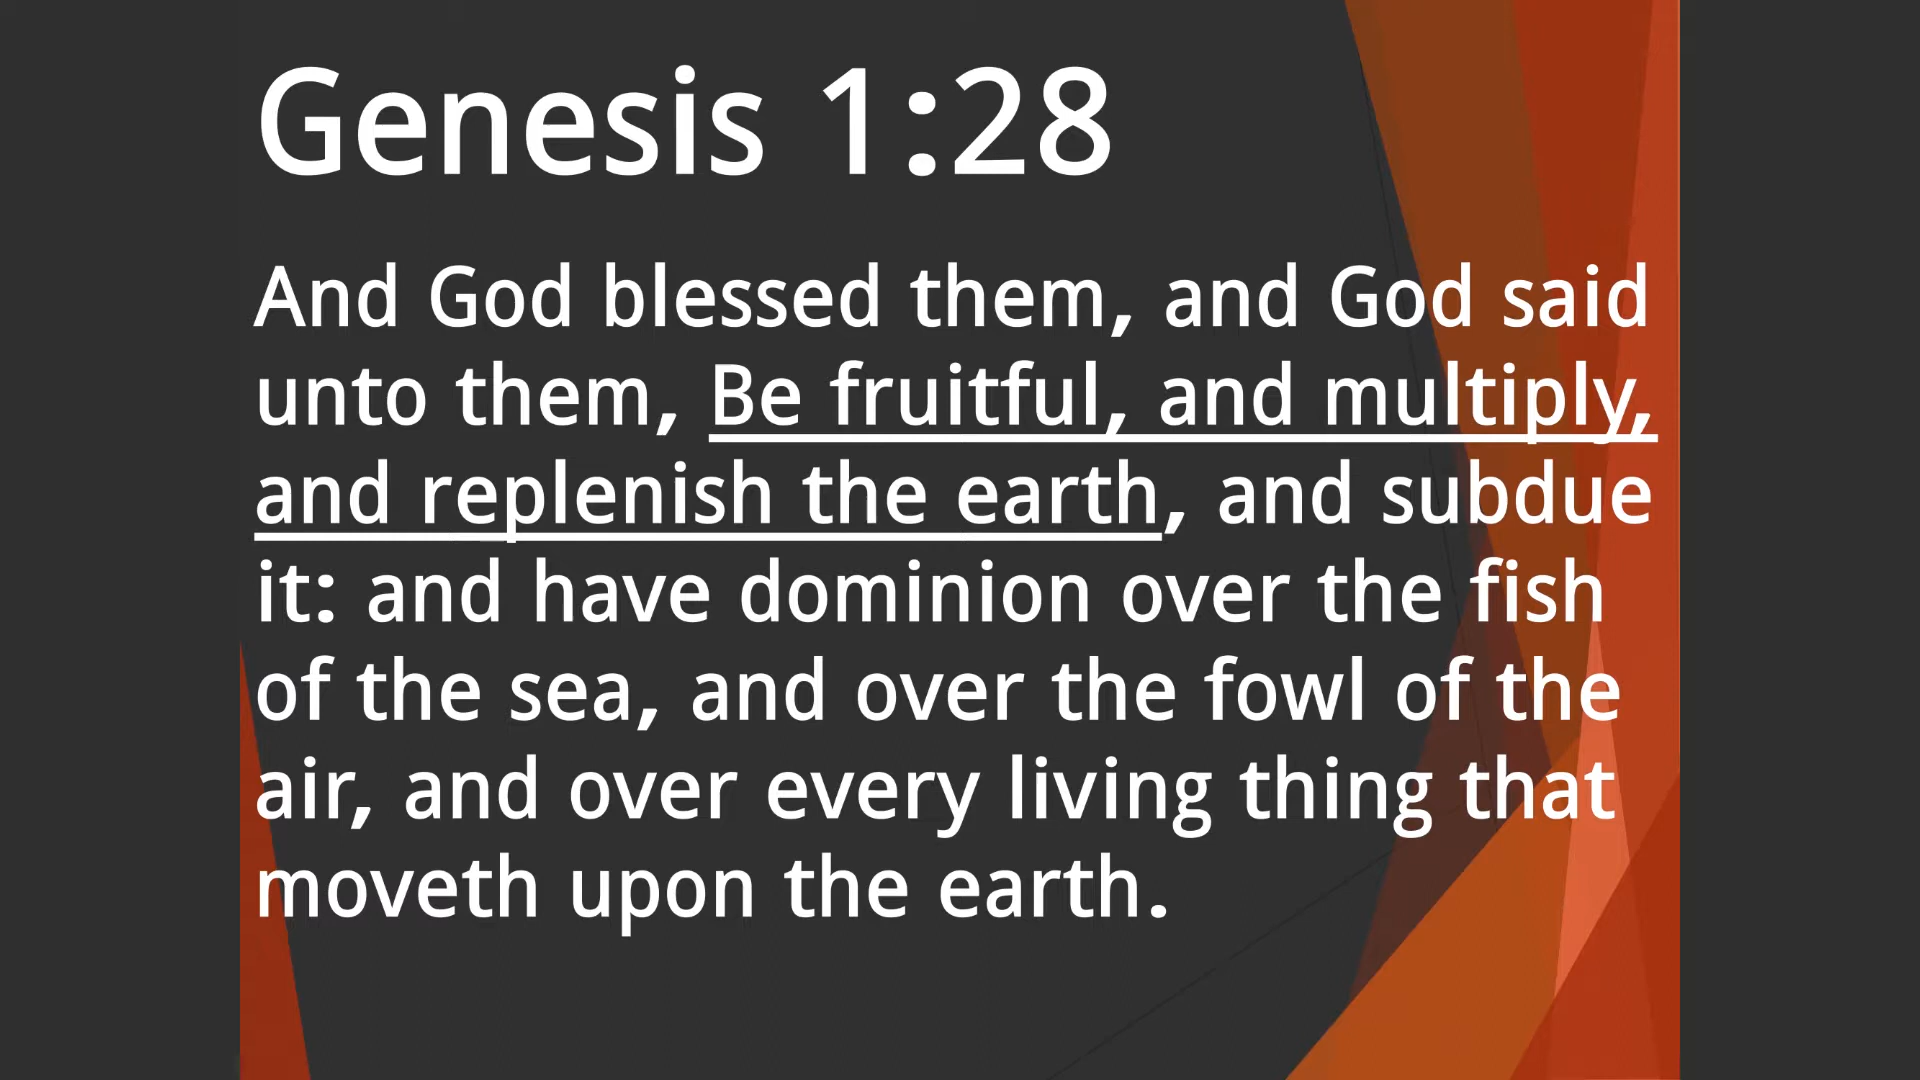 Genesis 1:28
And God blessed them, and God said
unto them, Be fruitful, and multiply,
and replenish the earth, and subdue
it: and have dominion over the fish
of the sea, and over the fowl of the
air, and over every living thing that
moveth upon the earth.